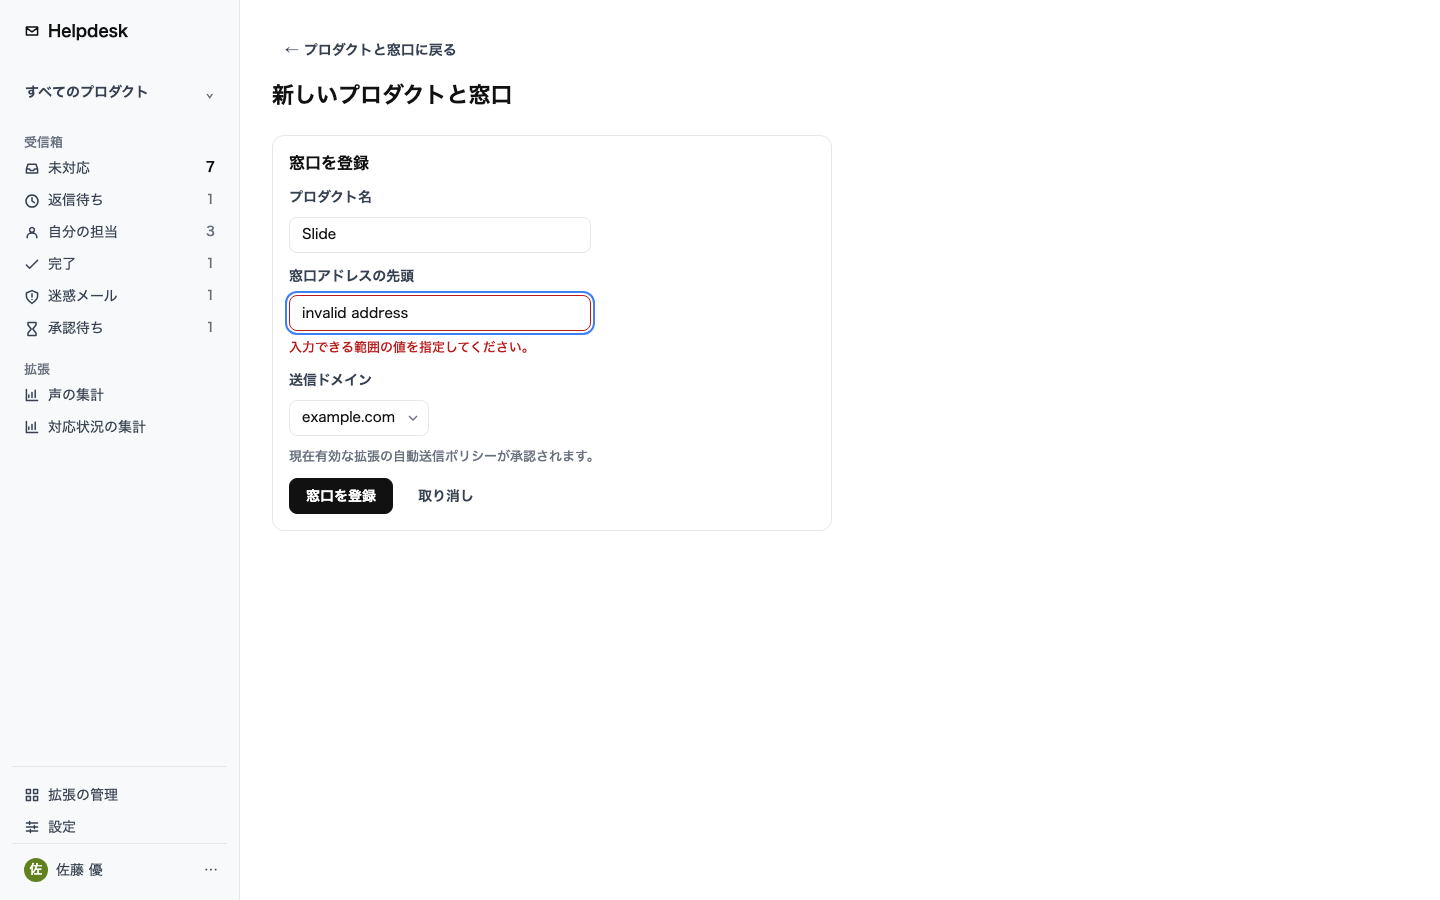 Helpdesk
すべてのプロダクト
受信箱
未対応 7
返信待ち 1
自分の担当 3
完了 1
迷惑メール 1
承認待ち 1
拡張
声の集計
対応状況の集計
拡張の管理
設定
佐 佐藤 優 …
← プロダクトと窓口に戻る
新しいプロダクトと窓口
窓口を登録
プロダクト名
Slide
窓口アドレスの先頭
invalid address
入力できる範囲の値を指定してください。
送信ドメイン
example.com
現在有効な拡張の自動送信ポリシーが承認されます。
窓口を登録 取り消し